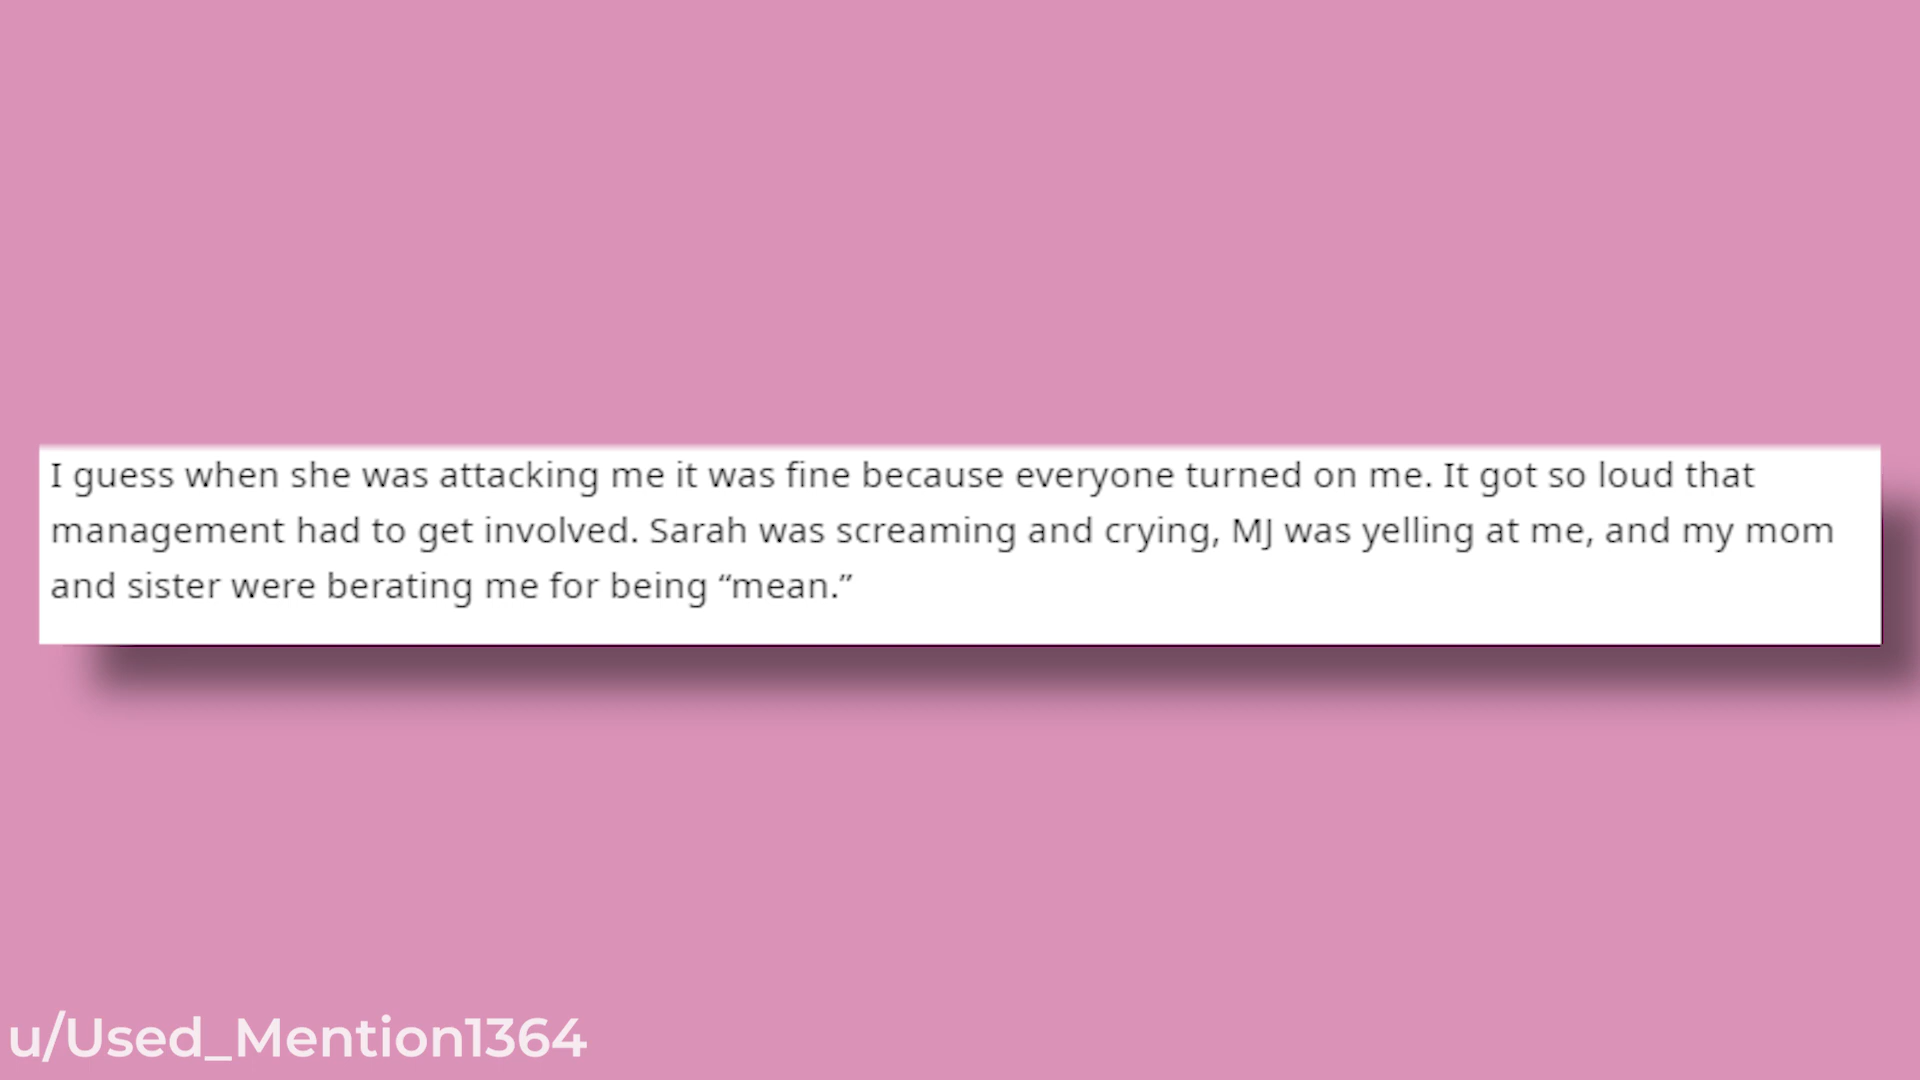 I guess when she was attacking me it was fine because everyone turned on me. It got so loud that
management had to get involved. Sarah was screaming and crying, MJ was yelling at me, and my mom
and sister were berating me for being “mean.”
u/Used_Mention1364